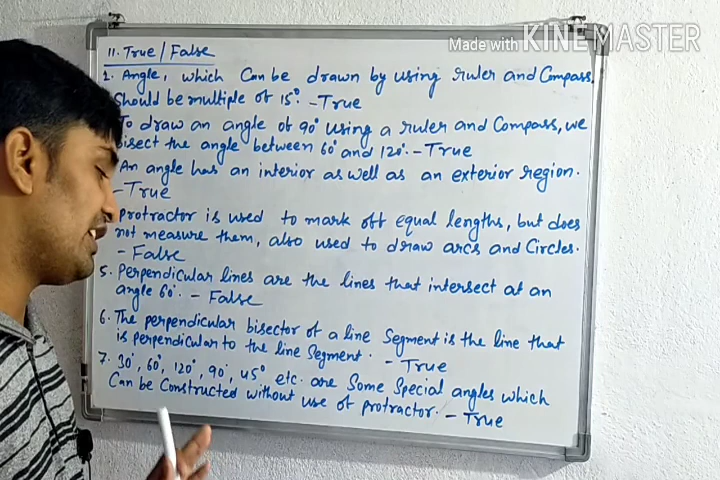 Made with KINEMASTER
11. True / False
1. Angle, which Can be drawn by using ruler and Compass,
Should be multiple of 15°. - True
To draw an angle of 90° using a ruler and Compass, we
bisect the angle between 60° and 120°. - True
An angle has an interior as well as an exterior region.
- True
protractor is used to mark off equal lengths, but does
not measure them, also used to draw arcs and Circles.
- False
5. Perpendicular lines are the lines that intersect at an
angle 60°. - False
6. The perpendicular bisector of a line Segment is the line that
is perpendicular to the line Segment. - True
7. 30°, 60°, 120°, 90°, 45° etc. are Some Special angles which
Can be Constructed without use of protractor. - True